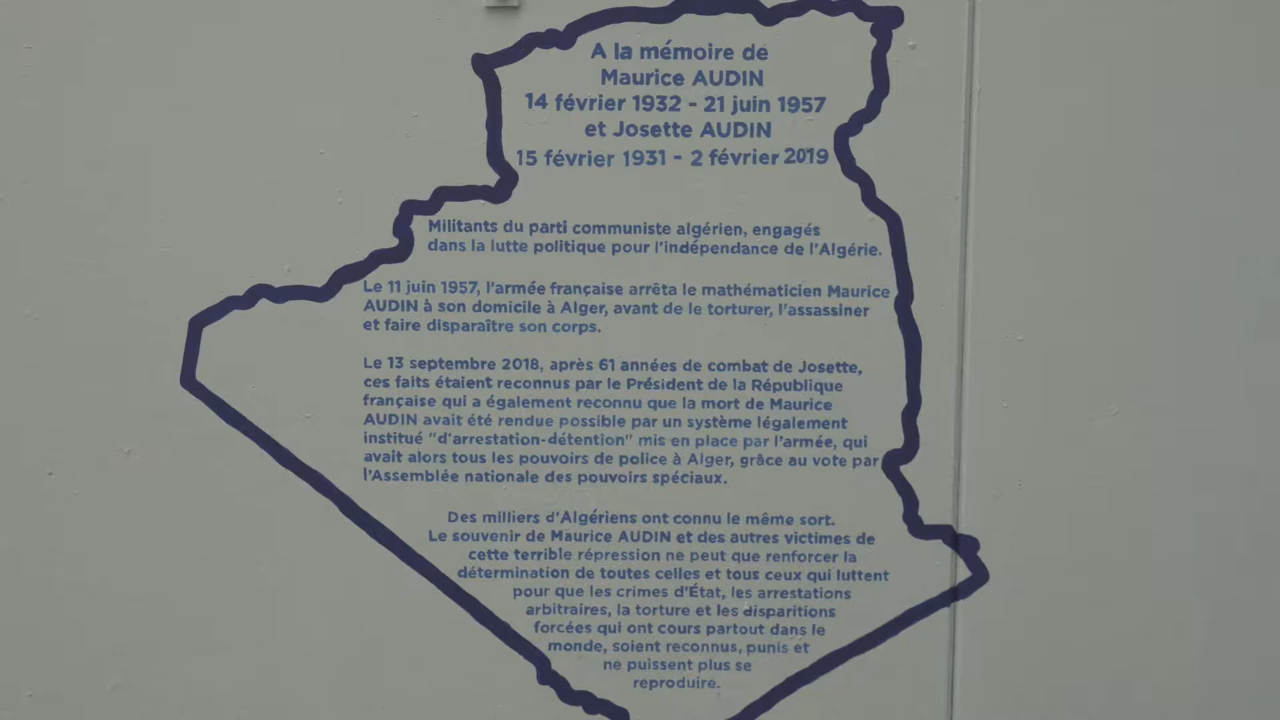 A la mémoire de
Maurice AUDIN
14 février 1932 - 21 juin 1957
et Josette AUDIN
15 février 1931 - 2 février 2019
Militants du parti communiste algérien, engagés
dans la lutte politique pour l'indépendance de l'Algérie.
Le 11 juin 1957, l'armée française arrêta le mathématicien Maurice
AUDIN à son domicile à Alger, avant de le torturer, l'assassiner
et faire disparaître son corps.
Le 13 septembre 2018, après 61 années de combat de Josette,
ces faits étaient reconnus par le Président de la République
française qui a également reconnu que la mort de Maurice
AUDIN avait été rendue possible par un système légalement
institué "d'arrestation-détention" mis en place par l'armée, qui
avait alors tous les pouvoirs de police à Alger, grâce au vote par
l'Assemblée nationale des pouvoirs spéciaux.
Des milliers d'Algériens ont connu le même sort.
Le souvenir de Maurice AUDIN et des autres victimes de
cette terrible répression ne peut que renforcer la
détermination de toutes celles et tous ceux qui luttent
pour que les crimes d'État, les arrestations
arbitraires, la torture et les disparitions
forcées qui ont cours partout dans le
monde, soient reconnus, punis et
ne puissent plus se
reproduire.